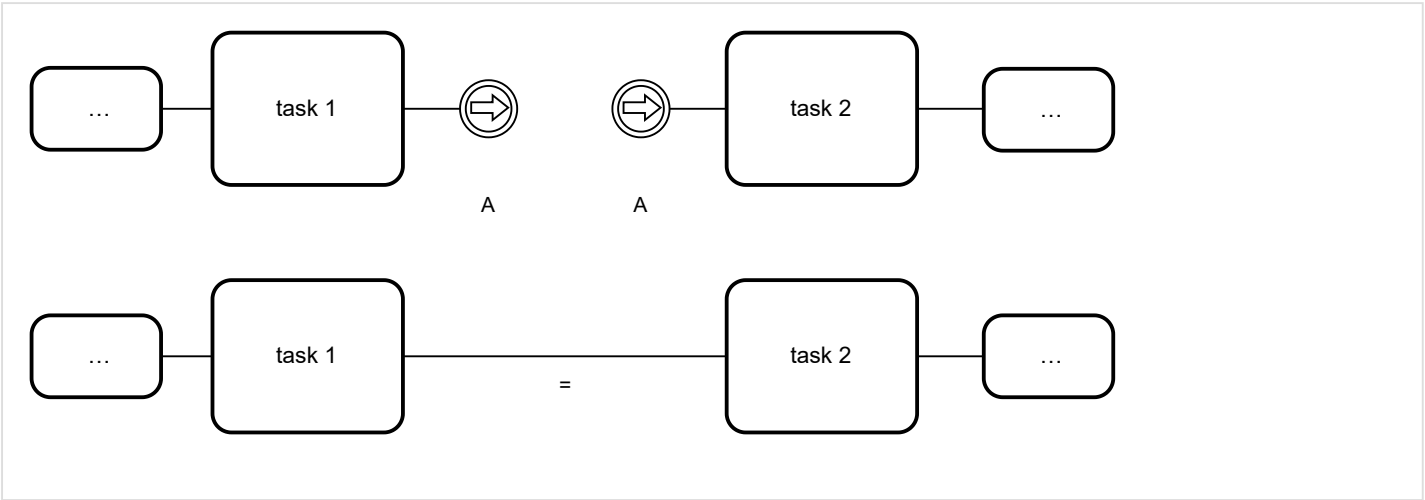 … task 1 task 2 …
A A
… task 1 task 2 …
=